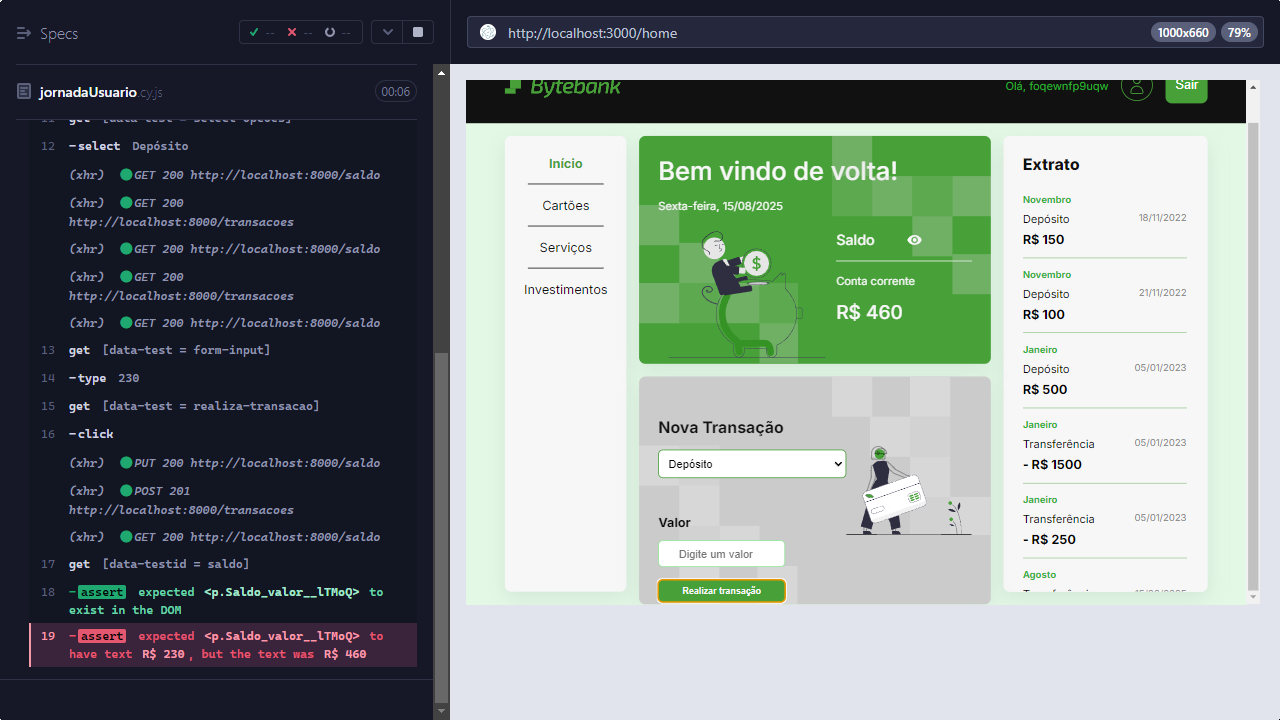 Specs
-- -- --
jornadaUsuario cy.js
00:06
11 get [data-test = select-opcoes]
12 -select Depósito
(xhr) GET 200 http://localhost:8000/saldo
(xhr) GET 200
http://localhost:8000/transacoes
(xhr) GET 200 http://localhost:8000/saldo
(xhr) GET 200
http://localhost:8000/transacoes
(xhr) GET 200 http://localhost:8000/saldo
13 get [data-test = form-input]
14 -type 230
15 get [data-test = realiza-transacao]
16 -click
(xhr) PUT 200 http://localhost:8000/saldo
(xhr) POST 201
http://localhost:8000/transacoes
(xhr) GET 200 http://localhost:8000/saldo
17 get [data-testid = saldo]
18 -assert expected <p.Saldo_valor__lTMoQ> to
exist in the DOM
19 -assert expected <p.Saldo_valor__lTMoQ> to
have text R$ 230, but the text was R$ 460
http://localhost:3000/home
1000x660 79%
Bytebank
Olá, foqewnfp9uqw
Sair
Início
Cartões
Serviços
Investimentos
Bem vindo de volta!
Sexta-feira, 15/08/2025
Saldo
Conta corrente
R$ 460
Nova Transação
Depósito
Valor
Digite um valor
Realizar transação
Extrato
Novembro
Depósito 18/11/2022
R$ 150
Novembro
Depósito 21/11/2022
R$ 100
Janeiro
Depósito 05/01/2023
R$ 500
Janeiro
Transferência 05/01/2023
- R$ 1500
Janeiro
Transferência 05/01/2023
- R$ 250
Agosto